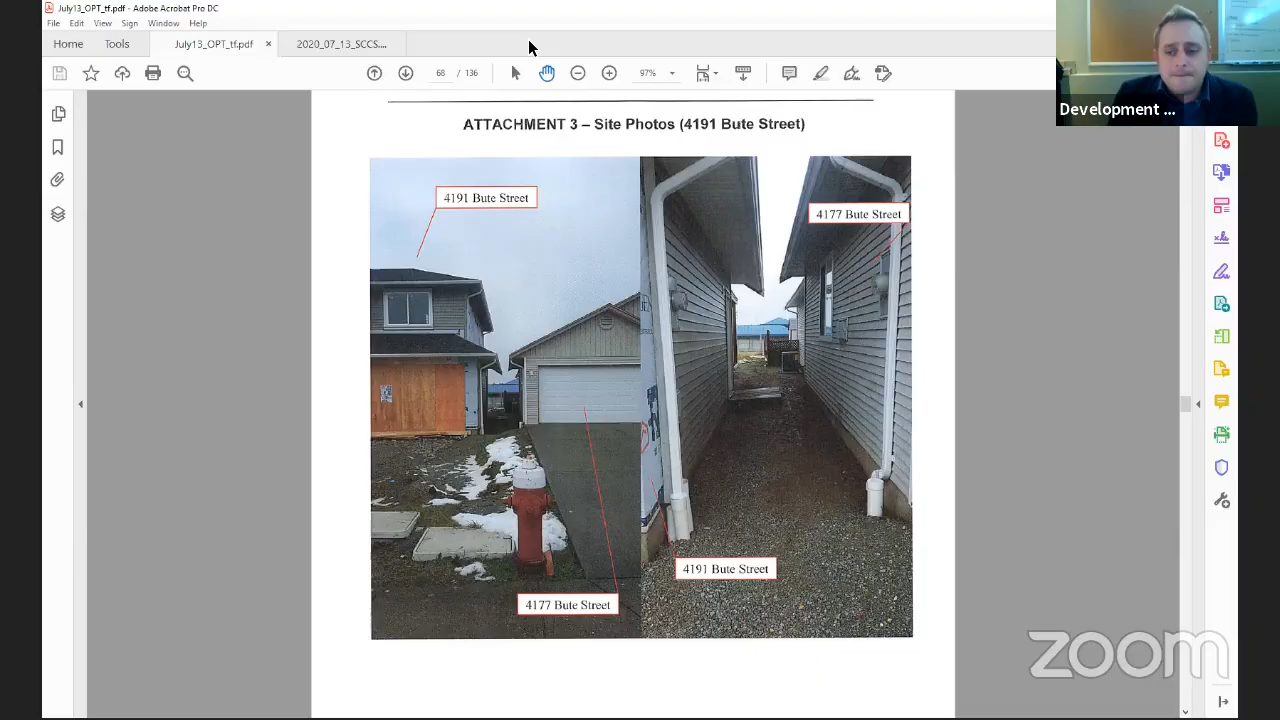 July13_OPT_tf.pdf - Adobe Acrobat Pro DC
File Edit View Sign Window Help
Home Tools July13_OPT_tf.pdf × 2020_07_13_SCCS....
68 / 136 97%
Development ...
ATTACHMENT 3 – Site Photos (4191 Bute Street)
4191 Bute Street
4177 Bute Street
4191 Bute Street
4177 Bute Street
zoom